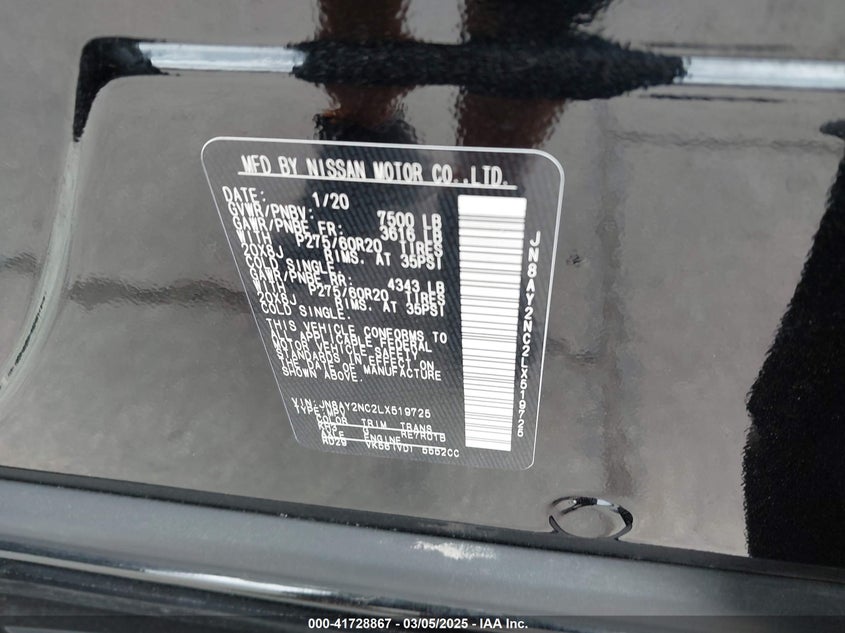 MFD BY NISSAN MOTOR CO.,LTD.
DATE: 1/20
GVWR/PNBV: 7500 LB
GAWR/PNBE FR: 3616 LB
WITH P275/60R20 TIRES
20X8J RIMS. AT 35PSI
COLD SINGLE.
GAWR/PNBE RR: 4343 LB
WITH P275/60R20 TIRES
20X8J RIMS. AT 35PSI
COLD SINGLE.
THIS VEHICLE CONFORMS TO
ALL APPLICABLE FEDERAL
MOTOR VEHICLE SAFETY
STANDARDS IN EFFECT ON
THE DATE OF MANUFACTURE
SHOWN ABOVE.
VIN:JN8AY2NC2LX519725
TYPE:MPV
COLOR TRIM TRANS
KH3 G RE7R01B
AXLE ENGINE
RD29 VK56(VD) 5552CC
JN8AY2NC2LX519725
000-41728867 - 03/05/2025 - IAA Inc.